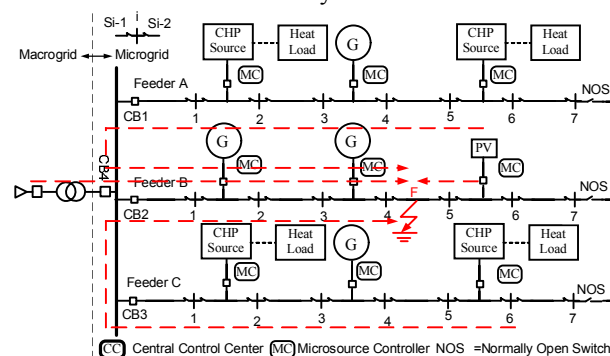 Si-1 i Si-2
Macrogrid Microgrid
CHP Source
Heat Load
G
CHP Source
Heat Load
MC
MC
MC
Feeder A
NOS
CB1
1 2 3 4 5 6 7
G
G
PV
CB4
MC
MC
MC
Feeder B
F
NOS
CB2
1 2 3 4 5 6 7
CHP Source
Heat Load
G
CHP Source
Heat Load
MC
MC
MC
Feeder C
NOS
CB3
1 2 3 4 5 6 7
CC Central Control Center MC Microsource Controller NOS =Normally Open Switch